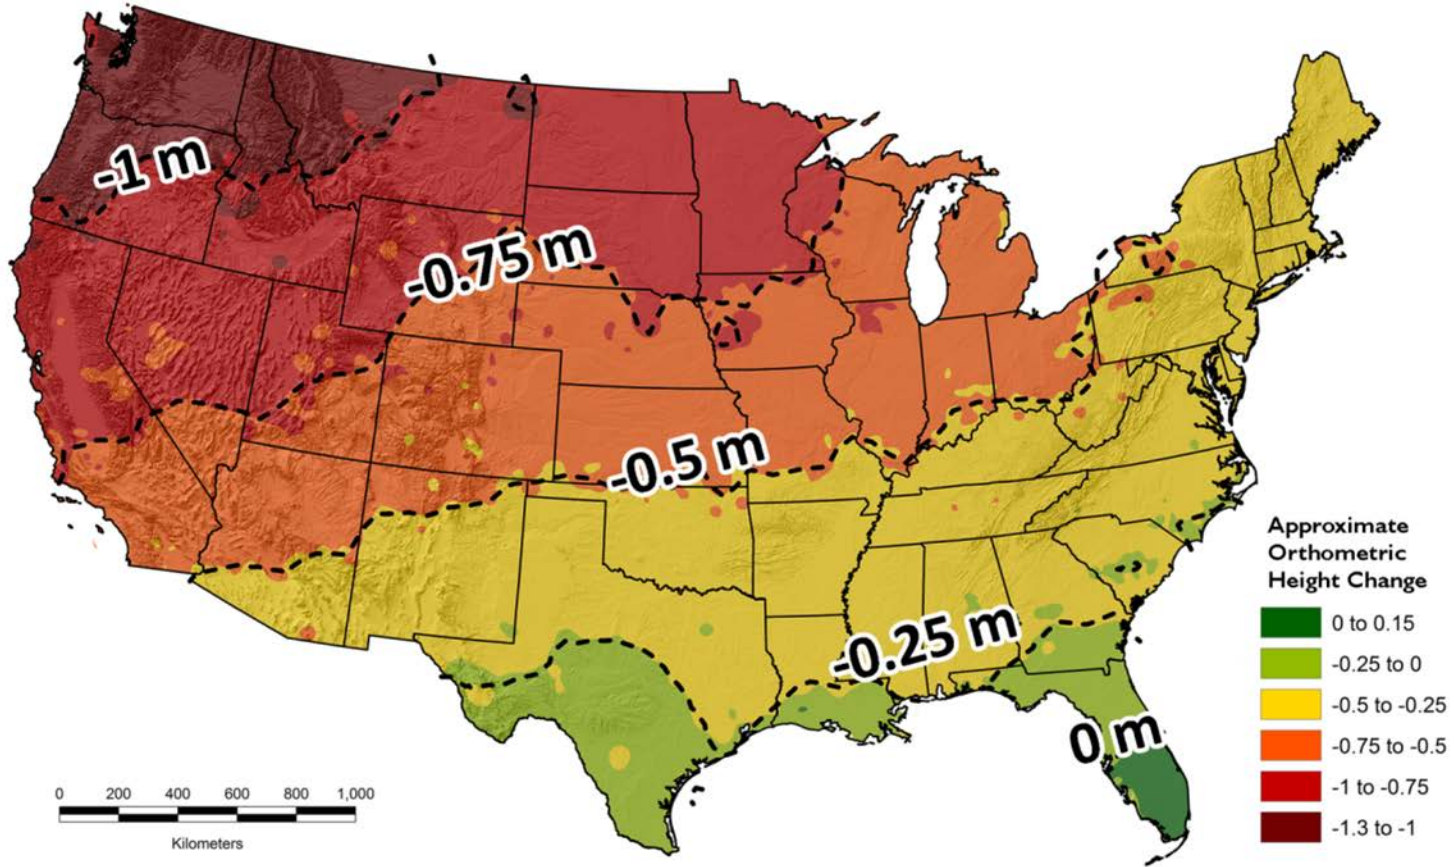 -1 m
-0.75 m
-0.5 m
-0.25 m
0 m
Approximate
Orthometric
Height Change
0 to 0.15
-0.25 to 0
-0.5 to -0.25
-0.75 to -0.5
-1 to -0.75
-1.3 to -1
0 200 400 600 800 1,000
Kilometers